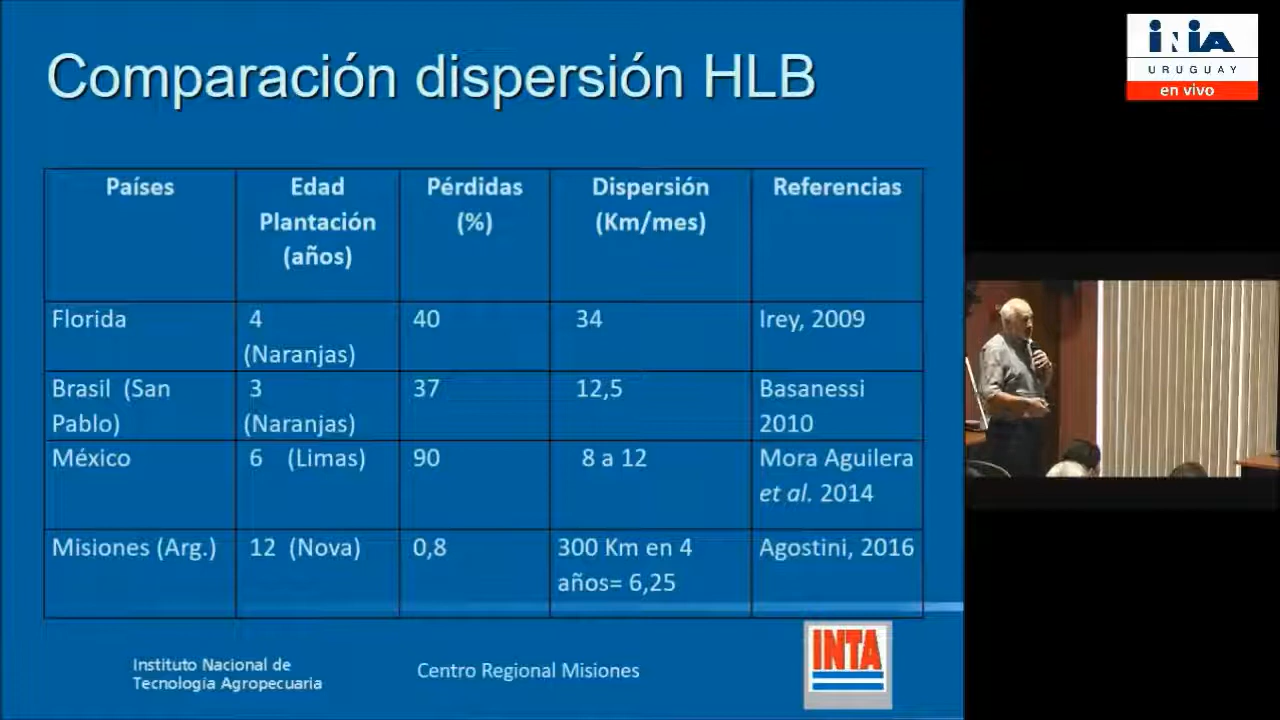 Comparación dispersión HLB
INIA
URUGUAY
en vivo
Países
Edad
Plantación
(años)
Pérdidas
(%)
Dispersión
(Km/mes)
Referencias
Florida
4
(Naranjas)
40
34
Irey, 2009
Brasil (San
Pablo)
3
(Naranjas)
37
12,5
Basanessi
2010
México
6 (Limas)
90
8 a 12
Mora Aguilera
et al. 2014
Misiones (Arg.)
12 (Nova)
0,8
300 Km en 4
años= 6,25
Agostini, 2016
Instituto Nacional de
Tecnología Agropecuaria
Centro Regional Misiones
INTA